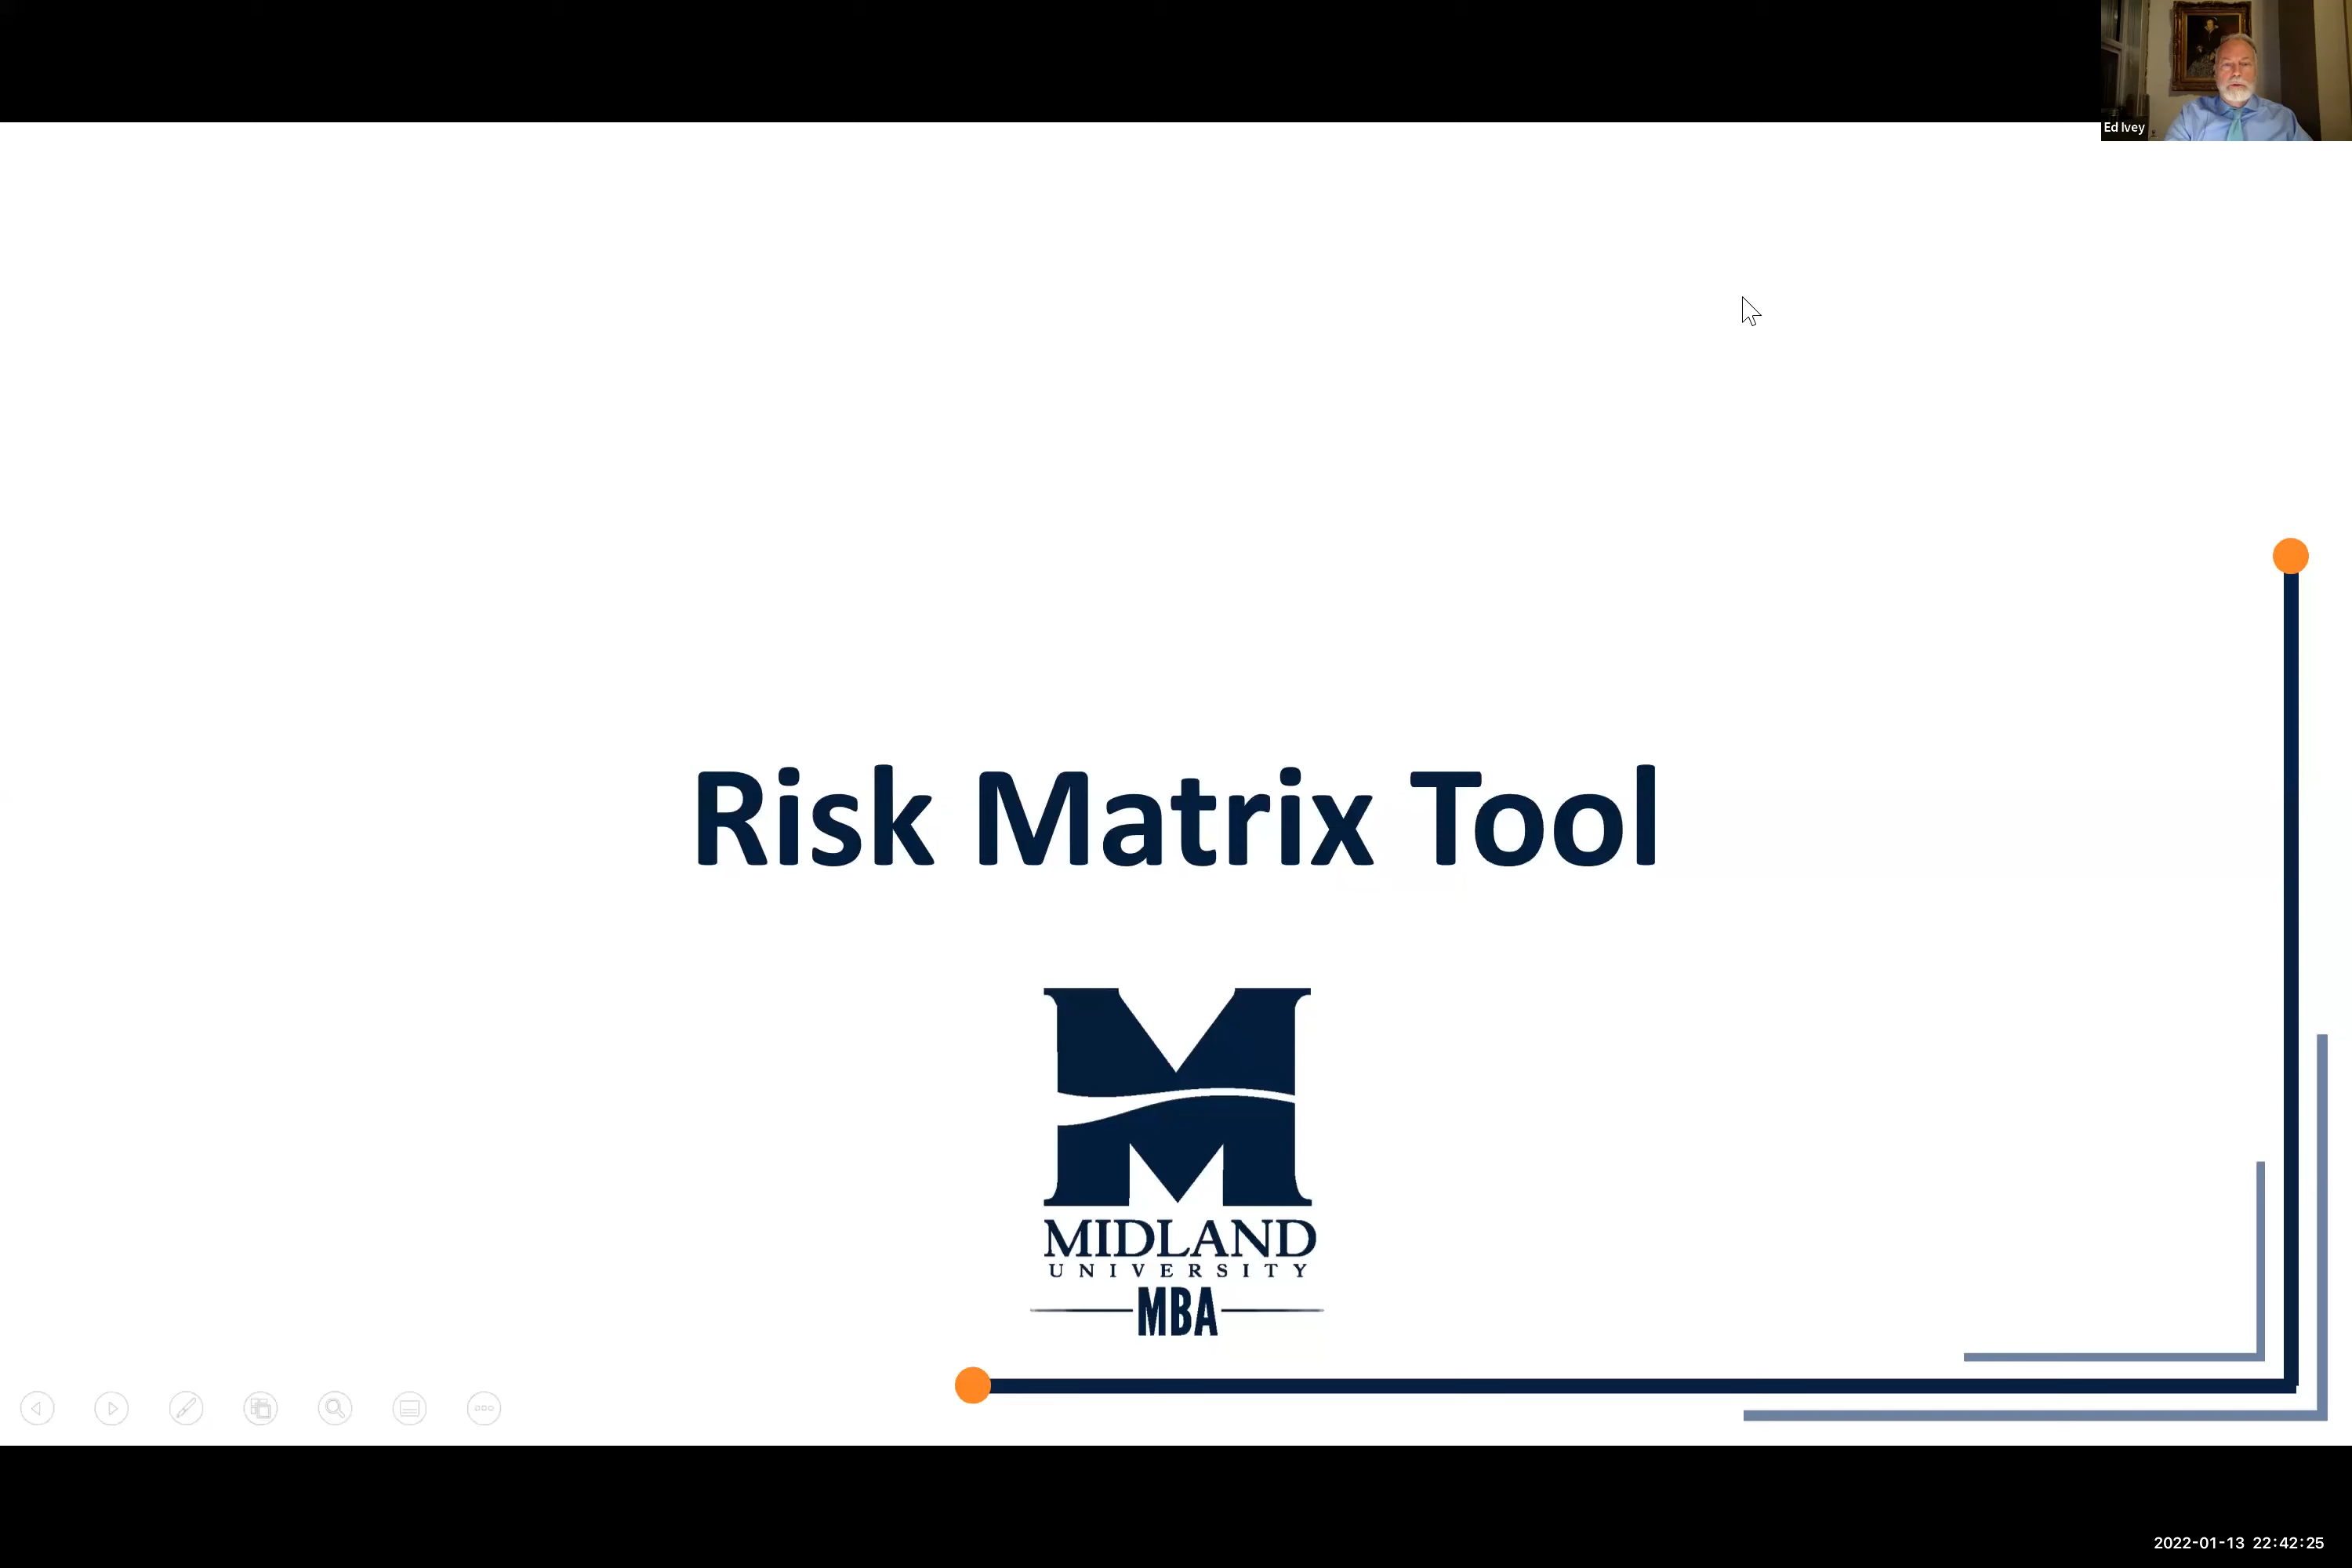 Ed Ivey
Risk Matrix Tool
M
MIDLAND
UNIVERSITY
MBA
2022-01-13 22:42:25